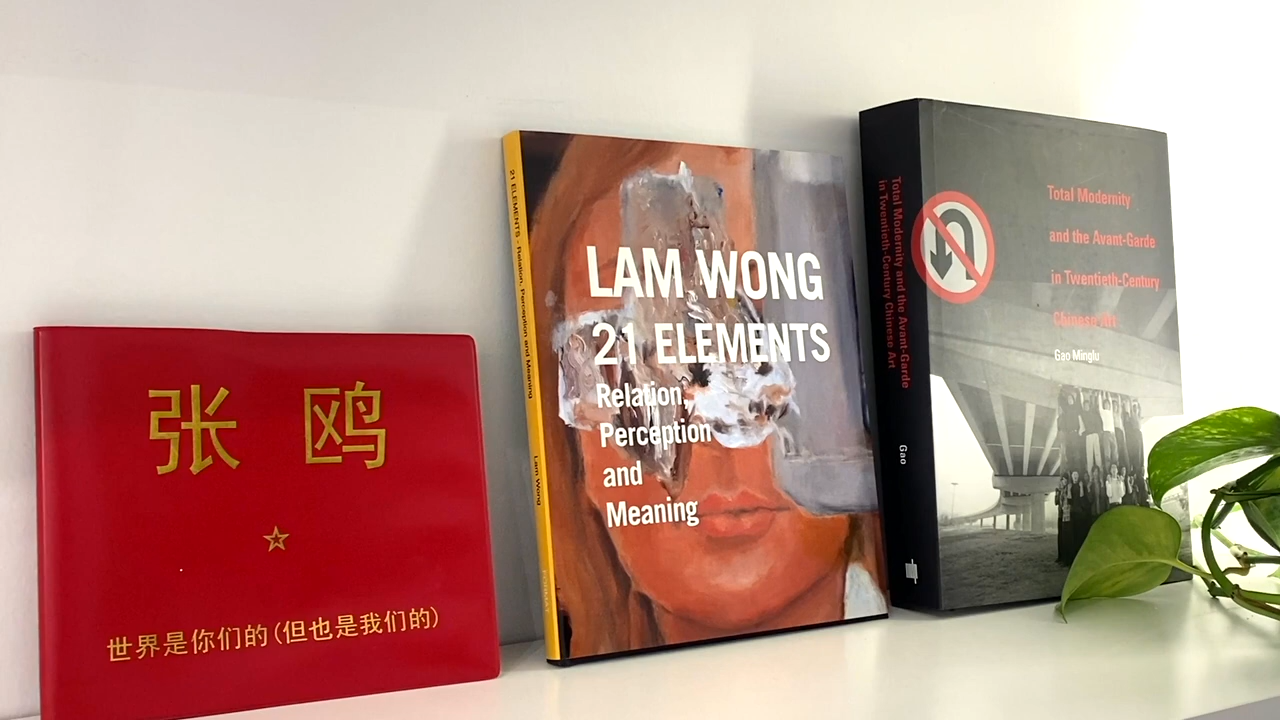 张 鸥
世界是你们的(但也是我们的)
21 ELEMENTS - Relation, Perception and Meaning
Lam Wong
LAM WONG
21 ELEMENTS
Relation,
Perception
and
Meaning
Total Modernity and the Avant-Garde
in Twentieth-Century Chinese Art
Gao
Total Modernity
and the Avant-Garde
in Twentieth-Century
Chinese Art
Gao Minglu